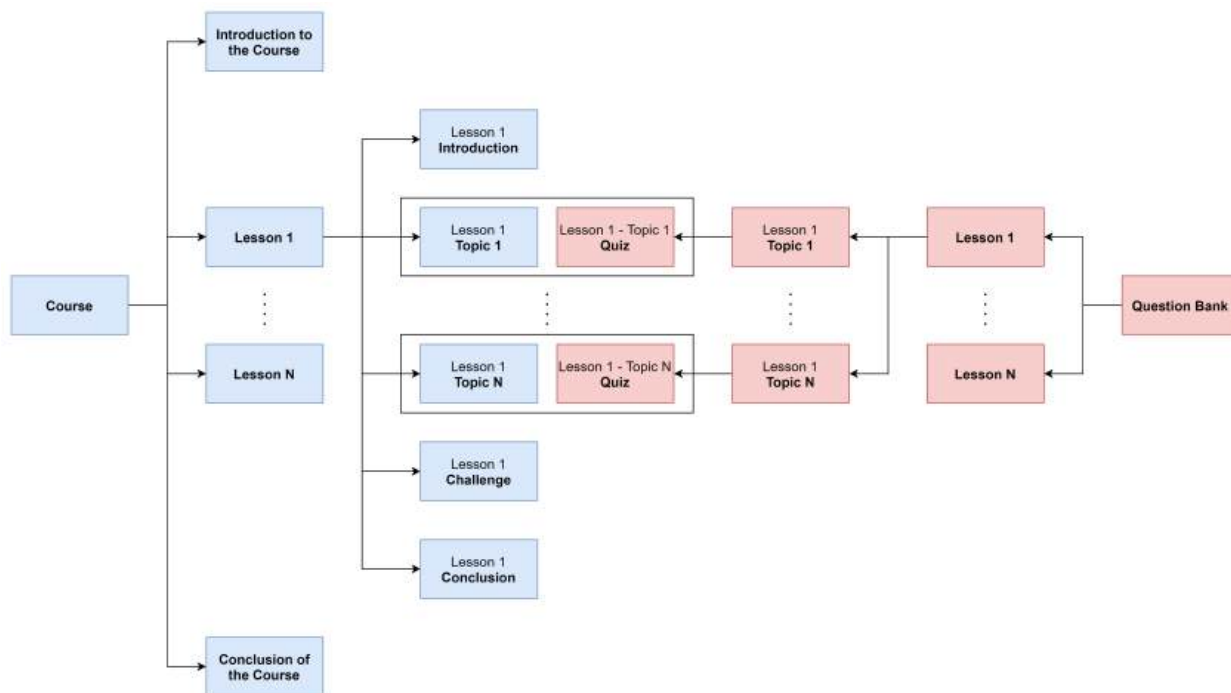 Introduction to
the Course
Lesson 1
Introduction
Lesson 1
Lesson 1
Topic 1
Lesson 1 - Topic 1
Quiz
Lesson 1
Topic 1
Lesson 1
Course
Question Bank
Lesson N
Lesson 1
Topic N
Lesson 1 - Topic N
Quiz
Lesson 1
Topic N
Lesson N
Lesson 1
Challenge
Lesson 1
Conclusion
Conclusion of
the Course